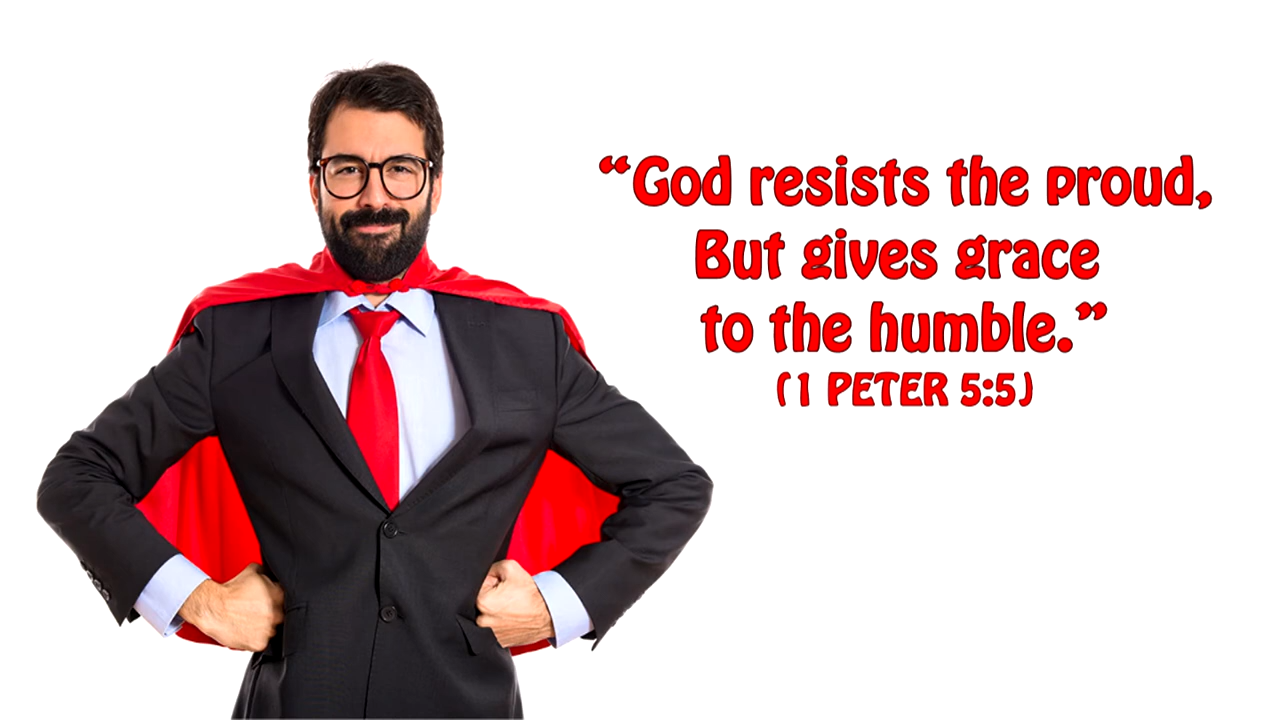 “God resists the proud,
But gives grace
to the humble.”
(1 PETER 5:5)